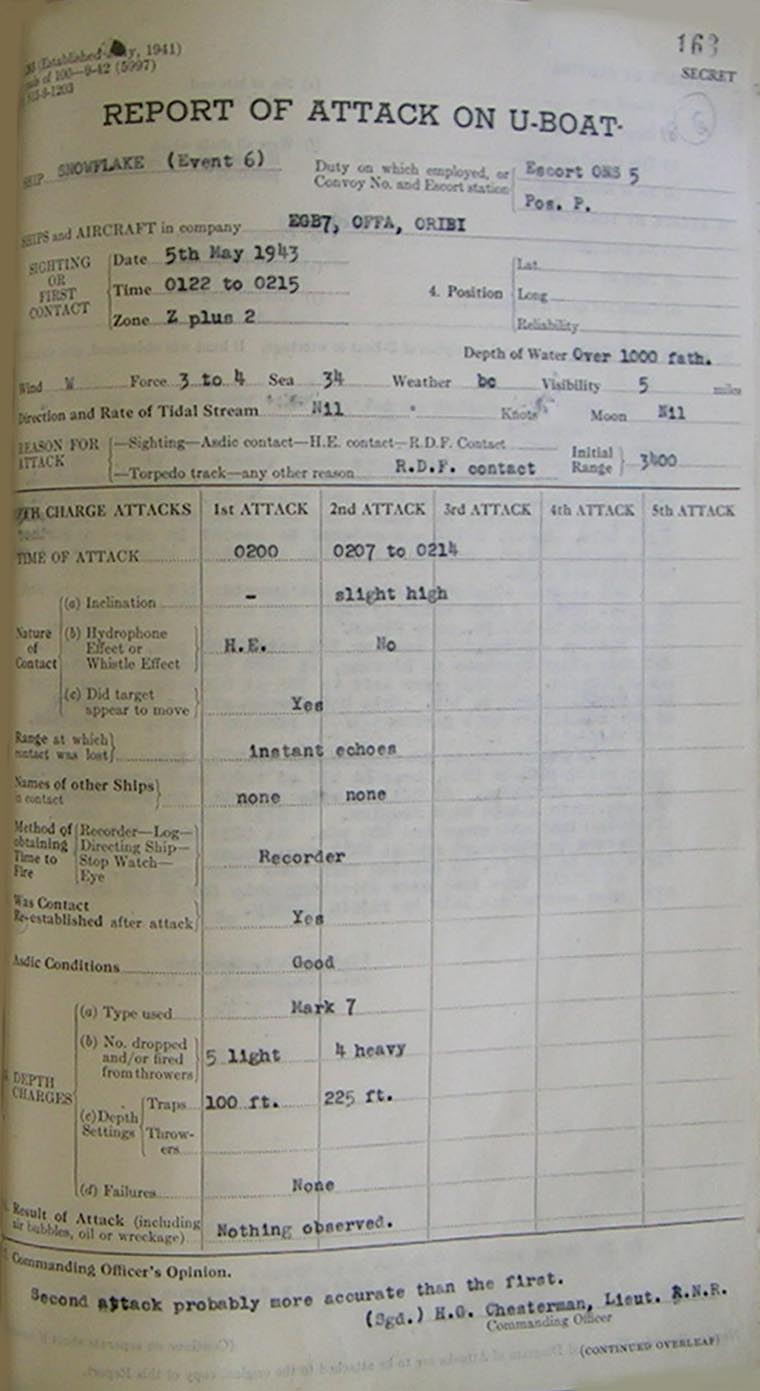 163
SECRET
(Established July, 1941)
of 100—9-42 (5997)
REPORT OF ATTACK ON U-BOAT.
SHIP SNOWFLAKE (Event 6) Duty on which employed, or Convoy No. and Escort station Escort ONS 5
Pos. P.
SHIPS and AIRCRAFT in company EGB7, OFFA, ORIBI
SIGHTING OR FIRST CONTACT
Date 5th May 1943
Time 0122 to 0215
Zone Z plus 2
4. Position
Lat.
Long.
Reliability
Depth of Water Over 1000 fath.
Wind W Force 3 to 4 Sea 34 Weather bc Visibility 5 miles
Direction and Rate of Tidal Stream Nil Knots Moon Nil
REASON FOR ATTACK
—Sighting—Asdic contact—H.E. contact—R.D.F. Contact
—Torpedo track—any other reason R.D.F. contact
Initial Range 3400
CHARGE ATTACKS 1st ATTACK 2nd ATTACK 3rd ATTACK 4th ATTACK 5th ATTACK
TIME OF ATTACK 0200 0207 to 0214
Nature of Contact
(a) Inclination - slight high
(b) Hydrophone Effect or Whistle Effect H.E. No
(c) Did target appear to move Yes
Range at which contact was lost instant echoes
Names of other Ships in contact none none
Method of obtaining Time to Fire
Recorder—Log—
Directing Ship—
Stop Watch—
Eye
Recorder
Was Contact
Re-established after attack Yes
Asdic Conditions Good
DEPTH CHARGES
(a) Type used Mark 7
(b) No. dropped and/or fired from throwers 5 light 4 heavy
(c) Depth Settings
Traps 100 ft. 225 ft.
Throwers
(d) Failures None
Result of Attack (including
air bubbles, oil or wreckage) Nothing observed.
Commanding Officer's Opinion.
Second attack probably more accurate than the first.
(Sgd.) H.G. Chesterman, Lieut. R.N.R.
Commanding Officer
(CONTINUED OVERLEAF)